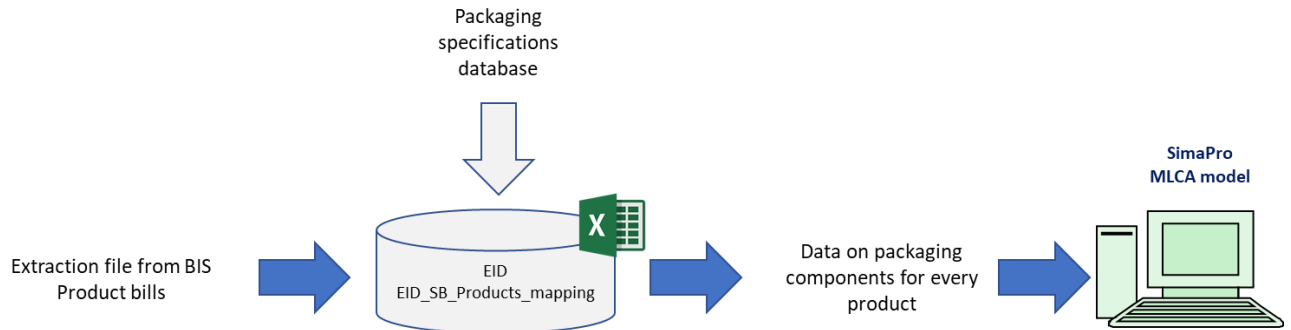 Packaging
specifications
database
SimaPro
MLCA model
X
Extraction file from BIS
Product bills
EID
EID_SB_Products_mapping
Data on packaging
components for every
product